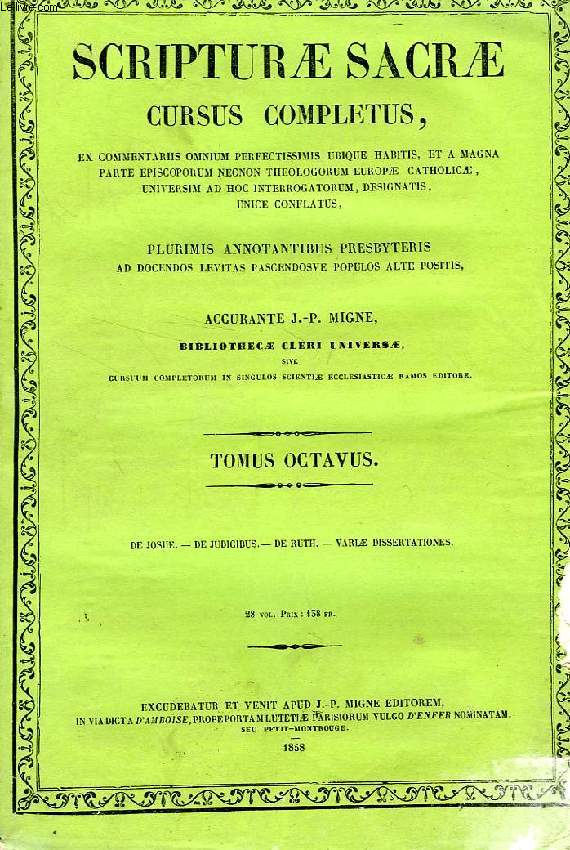 LeLivre.com
SCRIPTURÆ SACRÆ
CURSUS COMPLETUS,
EX COMMENTARIIS OMNIUM PERFECTISSIMIS UBIQUE HABITIS, ET A MAGNA
PARTE EPISCOPORUM NECNON THEOLOGORUM EUROPÆ CATHOLICÆ,
UNIVERSIM AD HOC INTERROGATORUM, DESIGNATIS,
UNICE CONFLATUS,
PLURIMIS ANNOTANTIBUS PRESBYTERIS
AD DOCENDOS LEVITAS PASCENDOSVE POPULOS ALTE POSITIS,
ACCURANTE J.-P. MIGNE,
BIBLIOTHECÆ CLERI UNIVERSÆ,
SIVE
CURSUUM COMPLETORUM IN SINGULOS SCIENTIÆ ECCLESIASTICÆ RAMOS EDITORE.
TOMUS OCTAVUS.
DE JOSUE. — DE JUDICIBUS. — DE RUTH. — VARIÆ DISSERTATIONES.
28 VOL. PRIX : 138 FR.
EXCUDEBATUR ET VENIT APUD J.-P. MIGNE EDITOREM,
IN VIA DICTA D'AMBOISE, PROPE PORTAM LUTETIÆ PARISIORUM VULGO D'ENFER NOMINATAM,
SEU PETIT-MONTROUGE.
1858